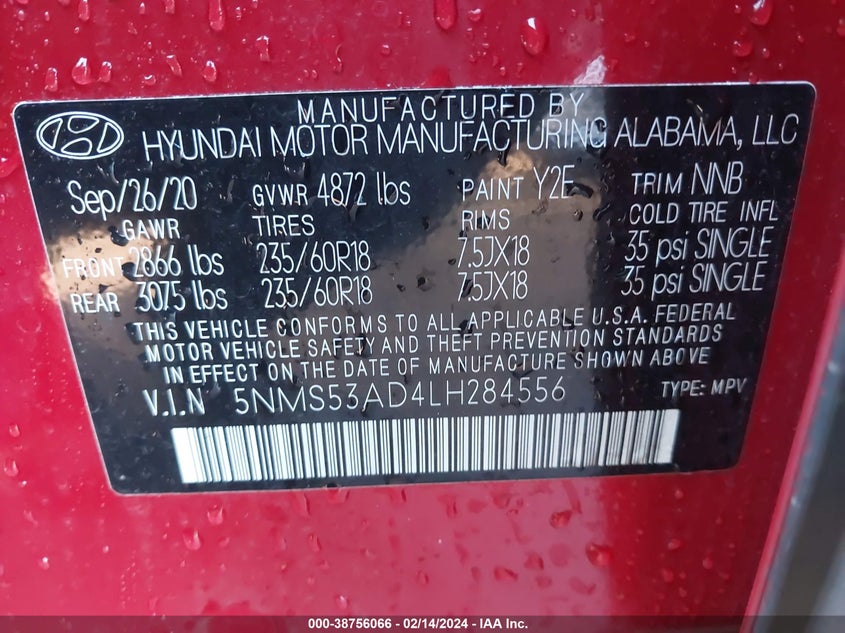 MANUFACTURED BY
HYUNDAI MOTOR MANUFACTURING ALABAMA, LLC
Sep/26/20 GVWR 4872 lbs PAINT Y2E TRIM NNB
GAWR TIRES RIMS COLD TIRE INFL
FRONT 2866 lbs 235/60R18 7.5JX18 35 psi SINGLE
REAR 3075 lbs 235/60R18 7.5JX18 35 psi SINGLE
THIS VEHICLE CONFORMS TO ALL APPLICABLE U.S.A. FEDERAL
MOTOR VEHICLE SAFETY AND THEFT PREVENTION STANDARDS
IN EFFECT ON THE DATE OF MANUFACTURE SHOWN ABOVE
V.I.N 5NMS53AD4LH284556 TYPE: MPV
000-38756066 - 02/14/2024 - IAA Inc.